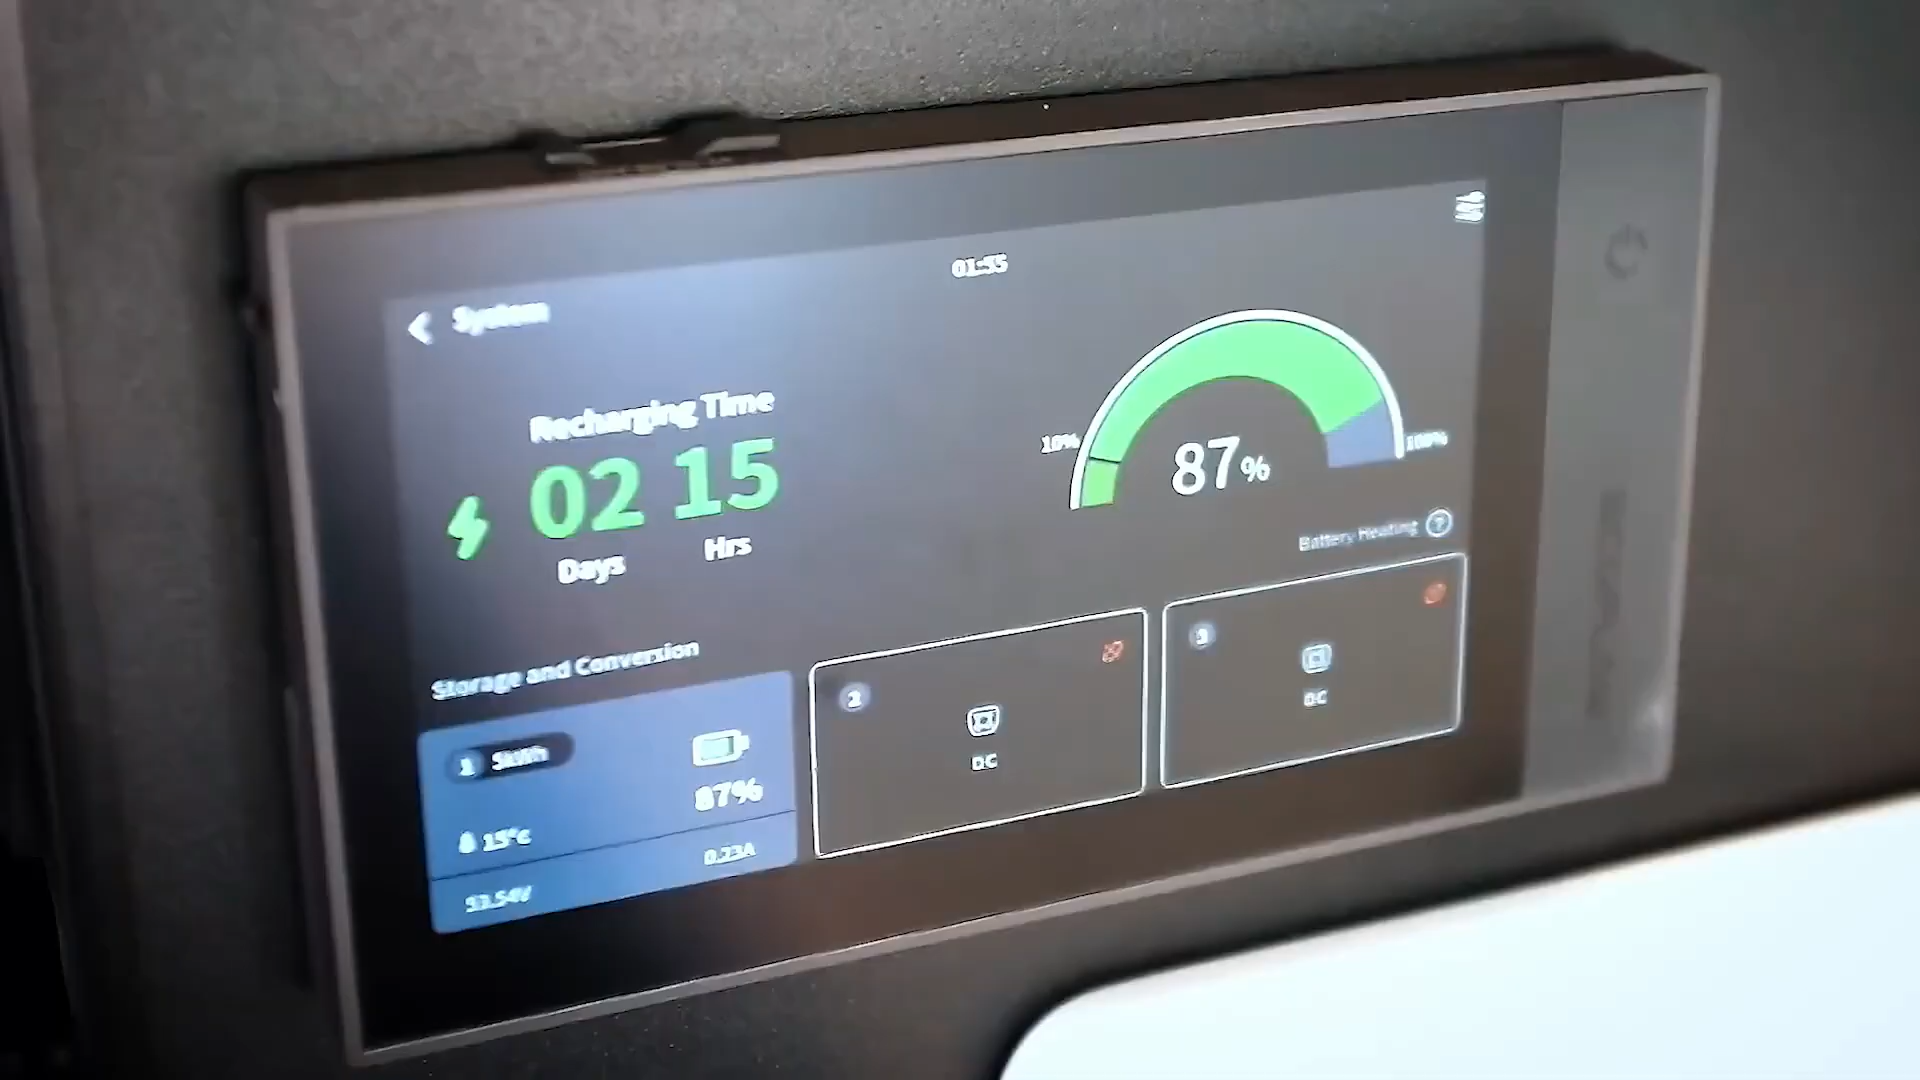 01:55
System
Recharging Time
02 15
Days Hrs
10% 87% 100%
Battery Heating ?
Storage and Conversion
1 5kWh
87%
15°C
53.54V 0.23A
2
DC
3
DC